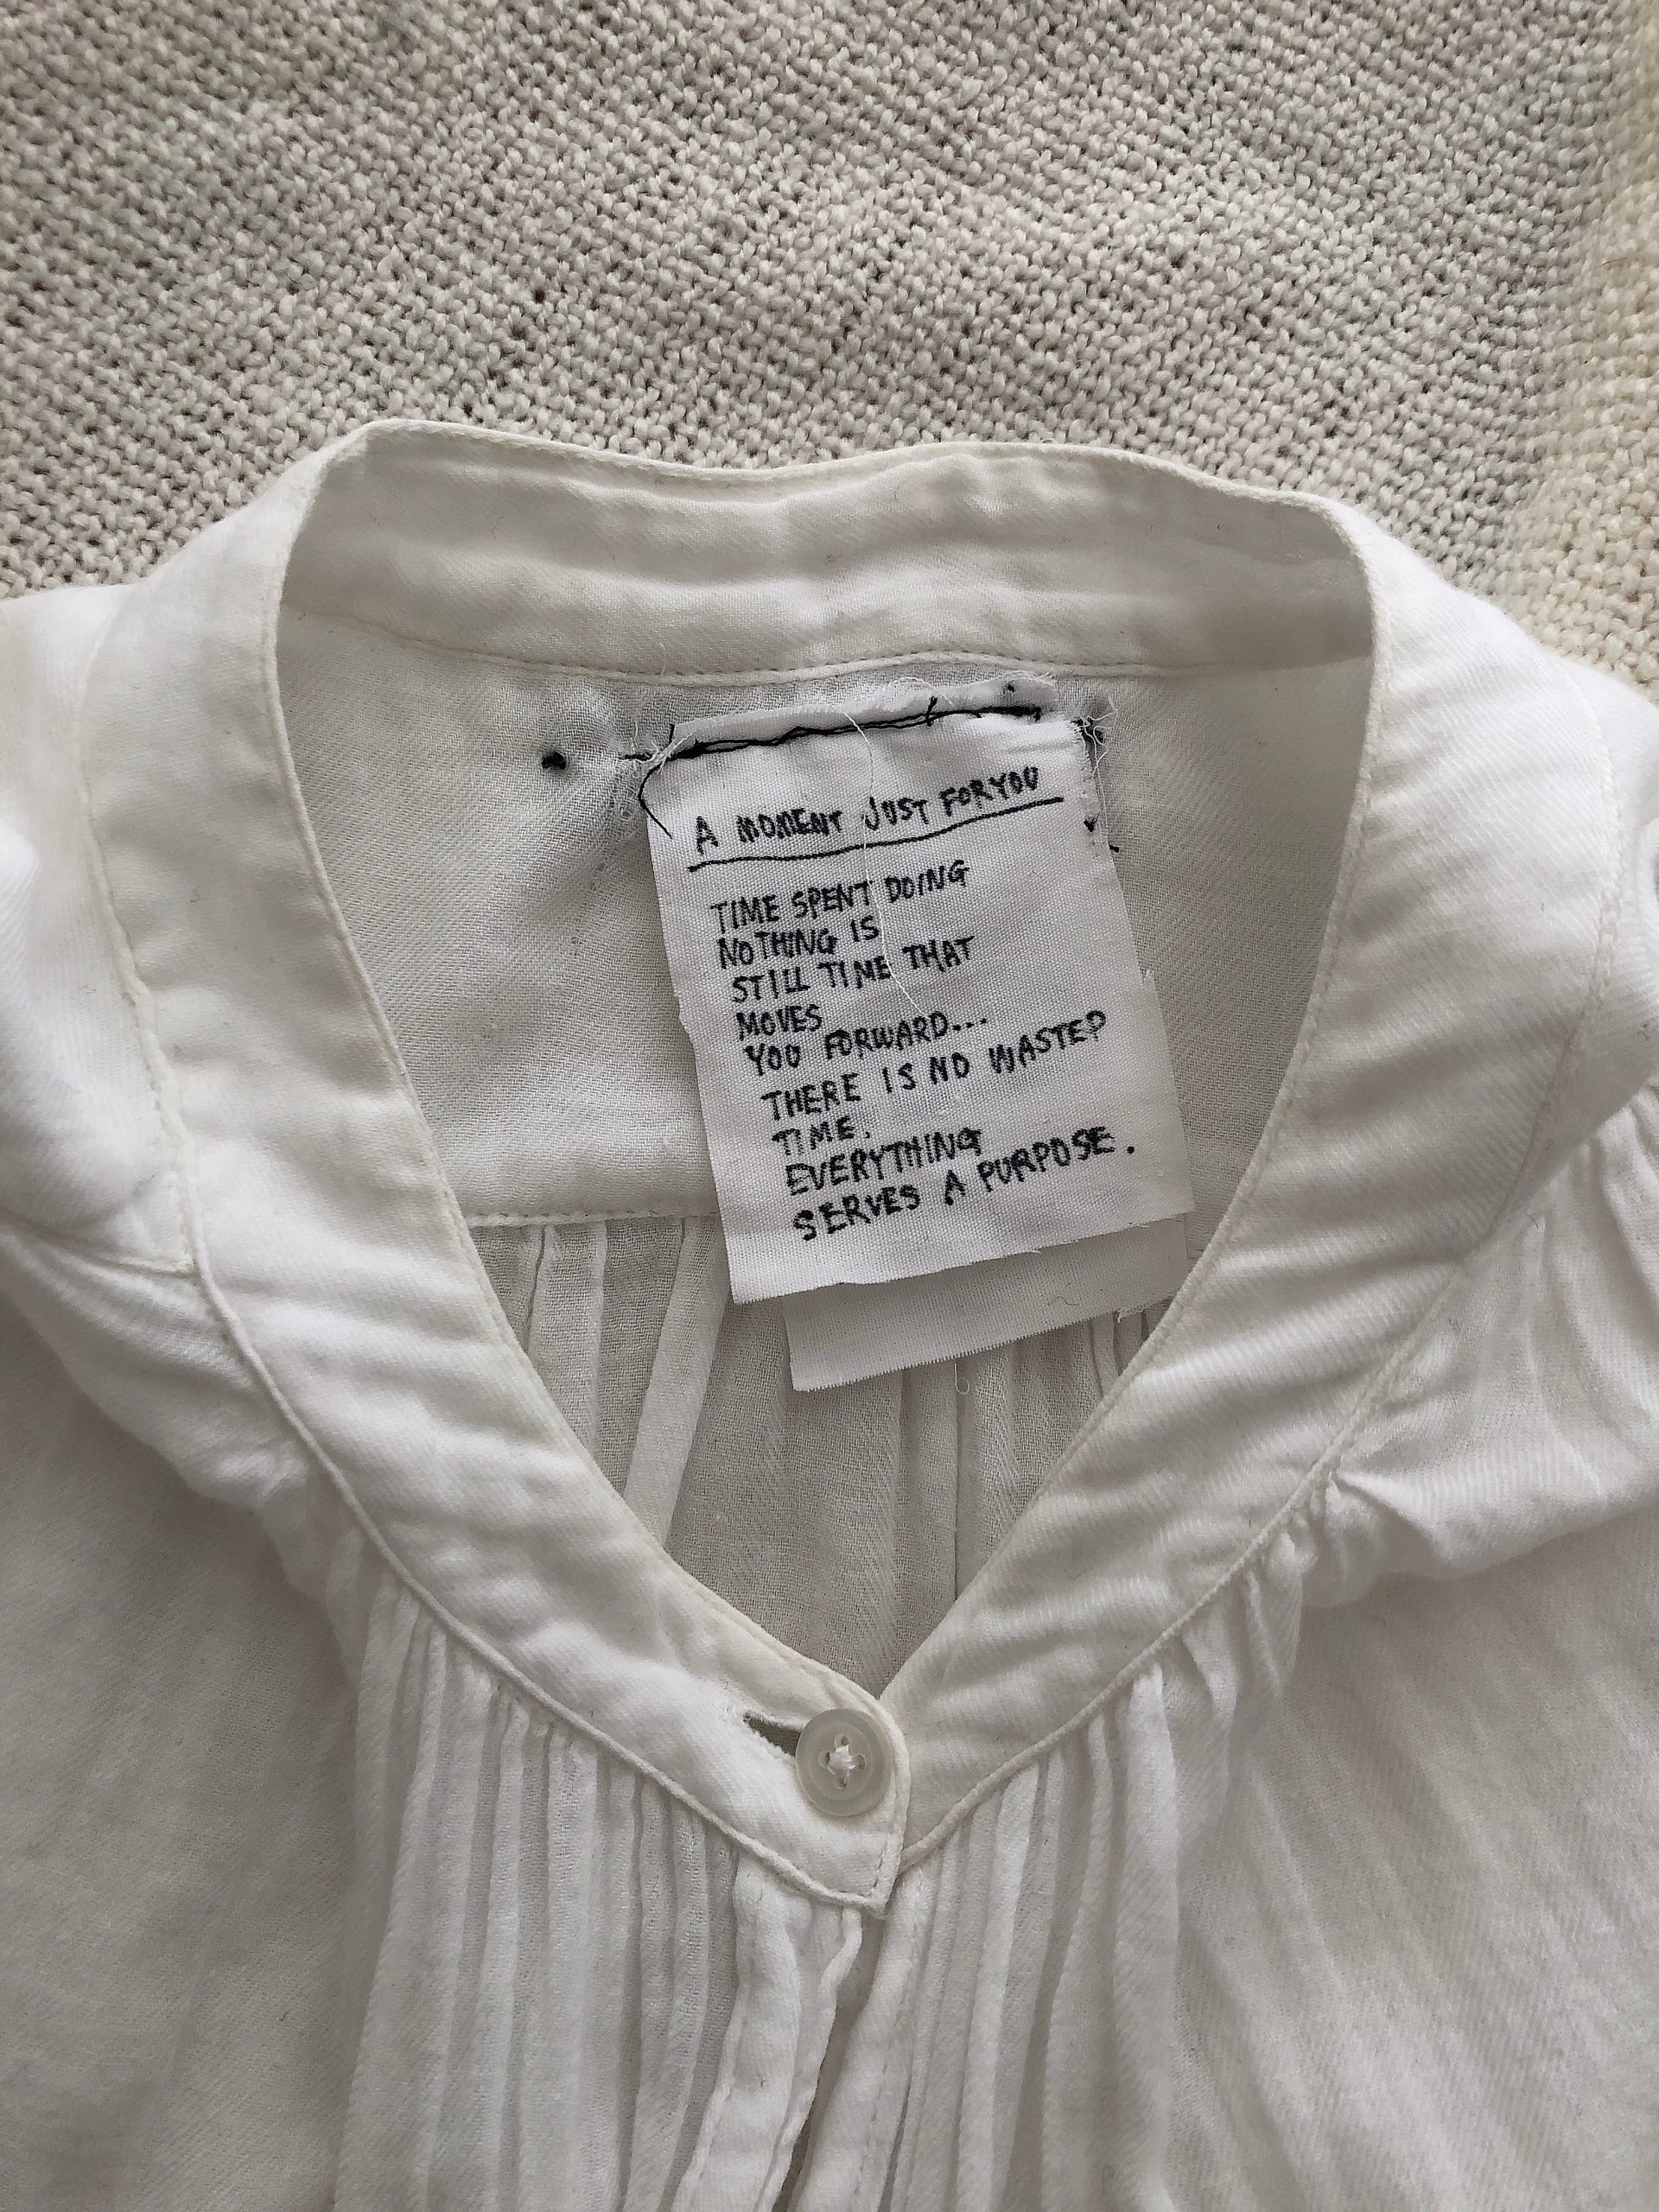 A MOMENT JUST FOR YOU
TIME SPENT DOING
NOTHING IS
STILL TIME THAT
MOVES
YOU FORWARD...
THERE IS NO WASTED
TIME.
EVERYTHING
SERVES A PURPOSE.